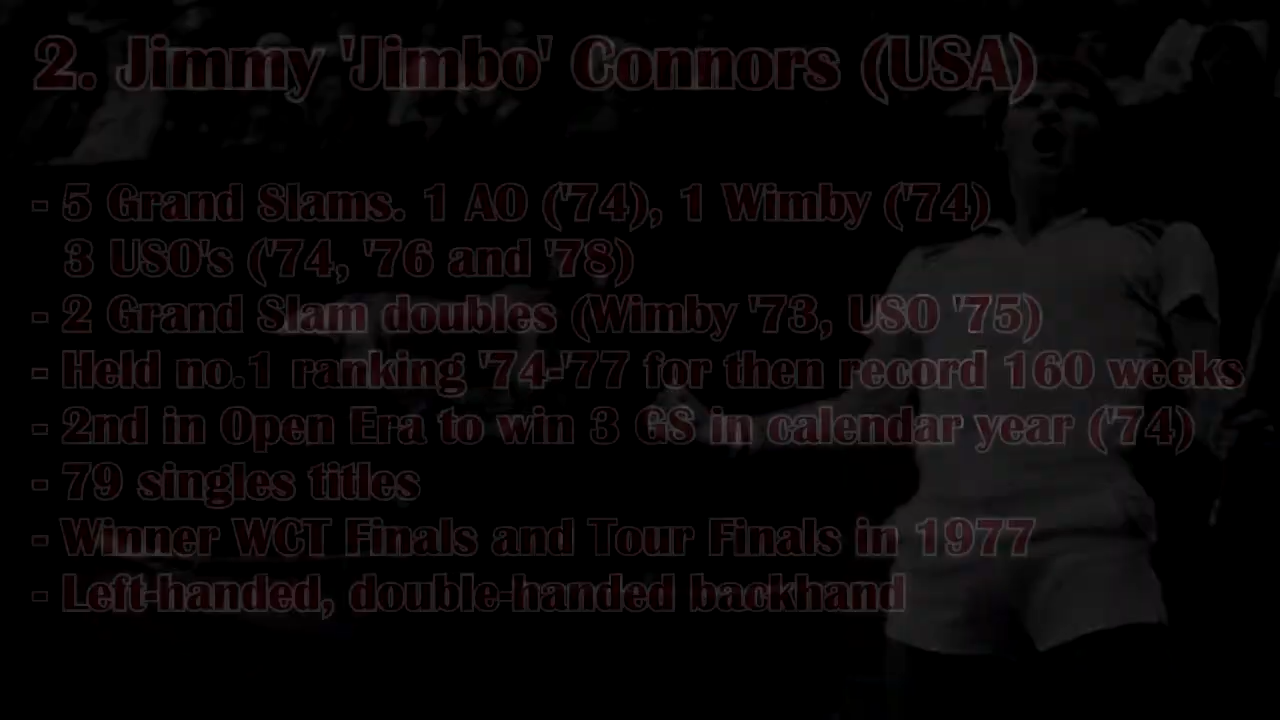 2. Jimmy 'Jimbo' Connors (USA)
- 5 Grand Slams. 1 AO ('74), 1 Wimby ('74)
3 USO's ('74, '76 and '78)
- 2 Grand Slam doubles (Wimby '73, USO '75)
- Held no.1 ranking '74-'77 for then record 160 weeks
- 2nd in Open Era to win 3 GS in calendar year ('74)
- 79 singles titles
- Winner WCT Finals and Tour Finals in 1977
- Left-handed, double-handed backhand